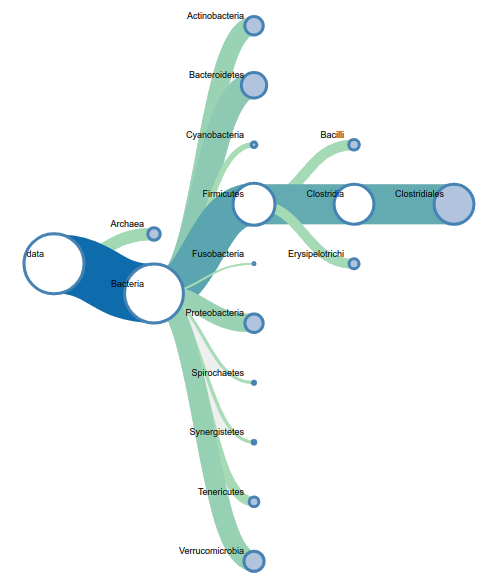 Actinobacteria
Bacteroidetes
Cyanobacteria
Bacilli
Firmicutes
Clostridia
Clostridiales
Archaea
data
Fusobacteria
Erysipelotrichi
Bacteria
Proteobacteria
Spirochaetes
Synergistetes
Tenericutes
Verrucomicrobia